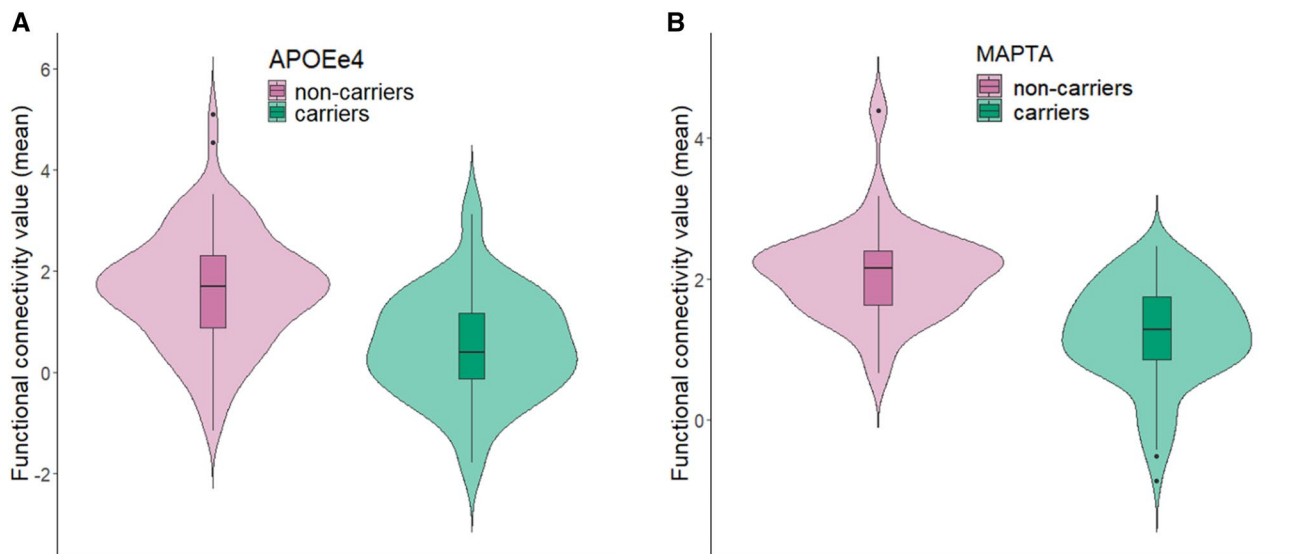 A
APOEe4
non-carriers
carriers
Functional connectivity value (mean)
6
4
2
0
-2
B
MAPTA
non-carriers
carriers
Functional connectivity value (mean)
4
2
0